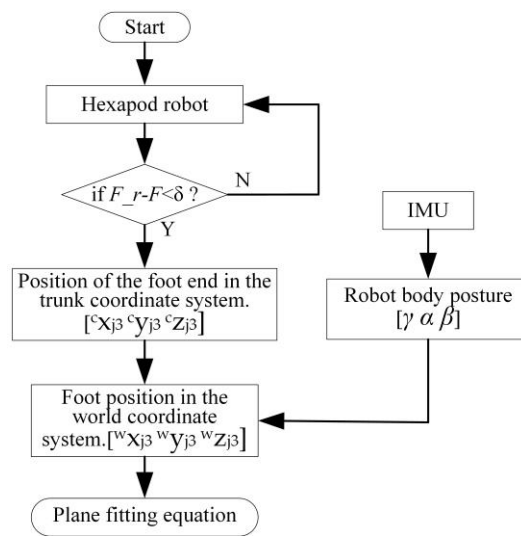 Start
Hexapod robot
if F_r-F<δ ?
N
Y
IMU
Position of the foot end in the
trunk coordinate system.
[ᶜxj3 ᶜyj3 ᶜzj3]
Robot body posture
[γ α β]
Foot position in the
world coordinate
system.[ʷxj3 ʷyj3 ʷzj3]
Plane fitting equation